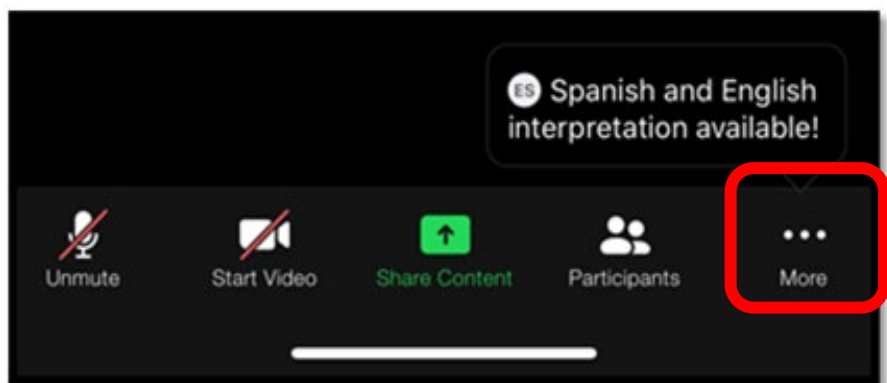 ES Spanish and English
interpretation available!
Unmute
Start Video
Share Content
Participants
More